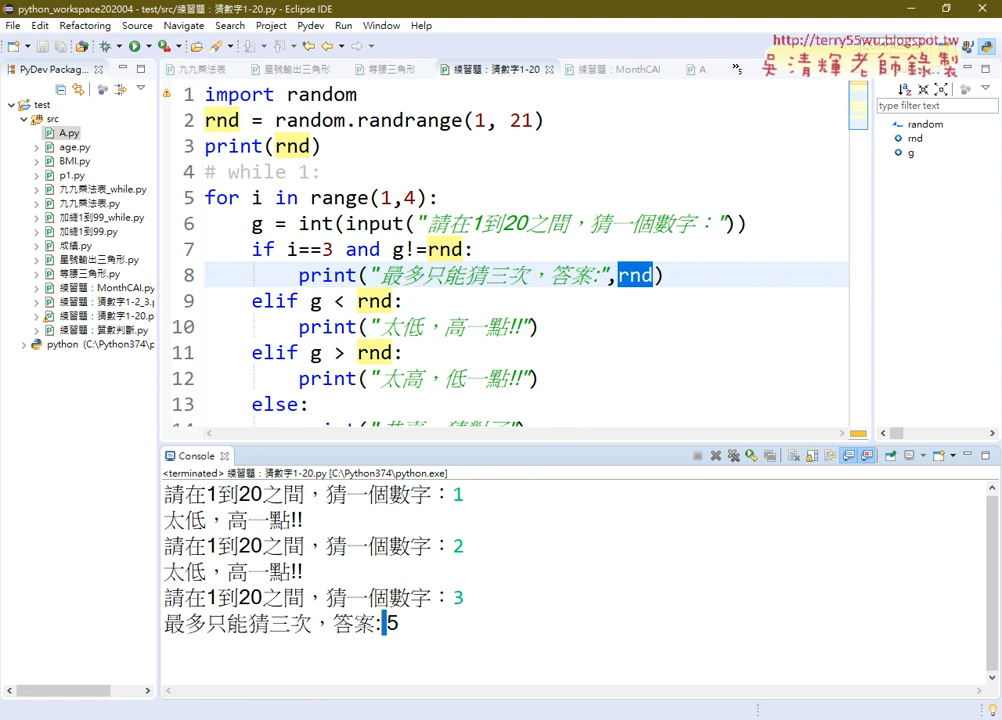 python_workspace202004 - test/src/練習題：猜數字1-20.py - Eclipse IDE
File Edit Refactoring Source Navigate Search Project Pydev Run Window Help
http://terry55wu.blogspot.tw
吳清輝老師錄製
PyDev Packag...
九九乘法表
星號輸出三角形
等腰三角形
練習題：猜數字1-20
練習題：MonthCAl
A
type filter text
test
src
A.py
age.py
BMI.py
p1.py
九九乘法表_while.py
九九乘法表.py
加總1到99_while.py
加總1到99.py
成績.py
星號輸出三角形.py
等腰三角形.py
練習題：MonthCAI.py
練習題：猜數字1-2_3.p
練習題：猜數字1-20.p
練習題：質數判斷.py
python (C:\Python374\p
1 import random
2 rnd = random.randrange(1, 21)
3 print(rnd)
4 # while 1:
5 for i in range(1,4):
6 g = int(input("請在1到20之間，猜一個數字："))
7 if i==3 and g!=rnd:
8 print("最多只能猜三次，答案:",rnd)
9 elif g < rnd:
10 print("太低，高一點!!")
11 elif g > rnd:
12 print("太高，低一點!!")
13 else:
random
rnd
g
Console
<terminated> 練習題：猜數字1-20.py [C:\Python374\python.exe]
請在1到20之間，猜一個數字：1
太低，高一點!!
請在1到20之間，猜一個數字：2
太低，高一點!!
請在1到20之間，猜一個數字：3
最多只能猜三次，答案: 5